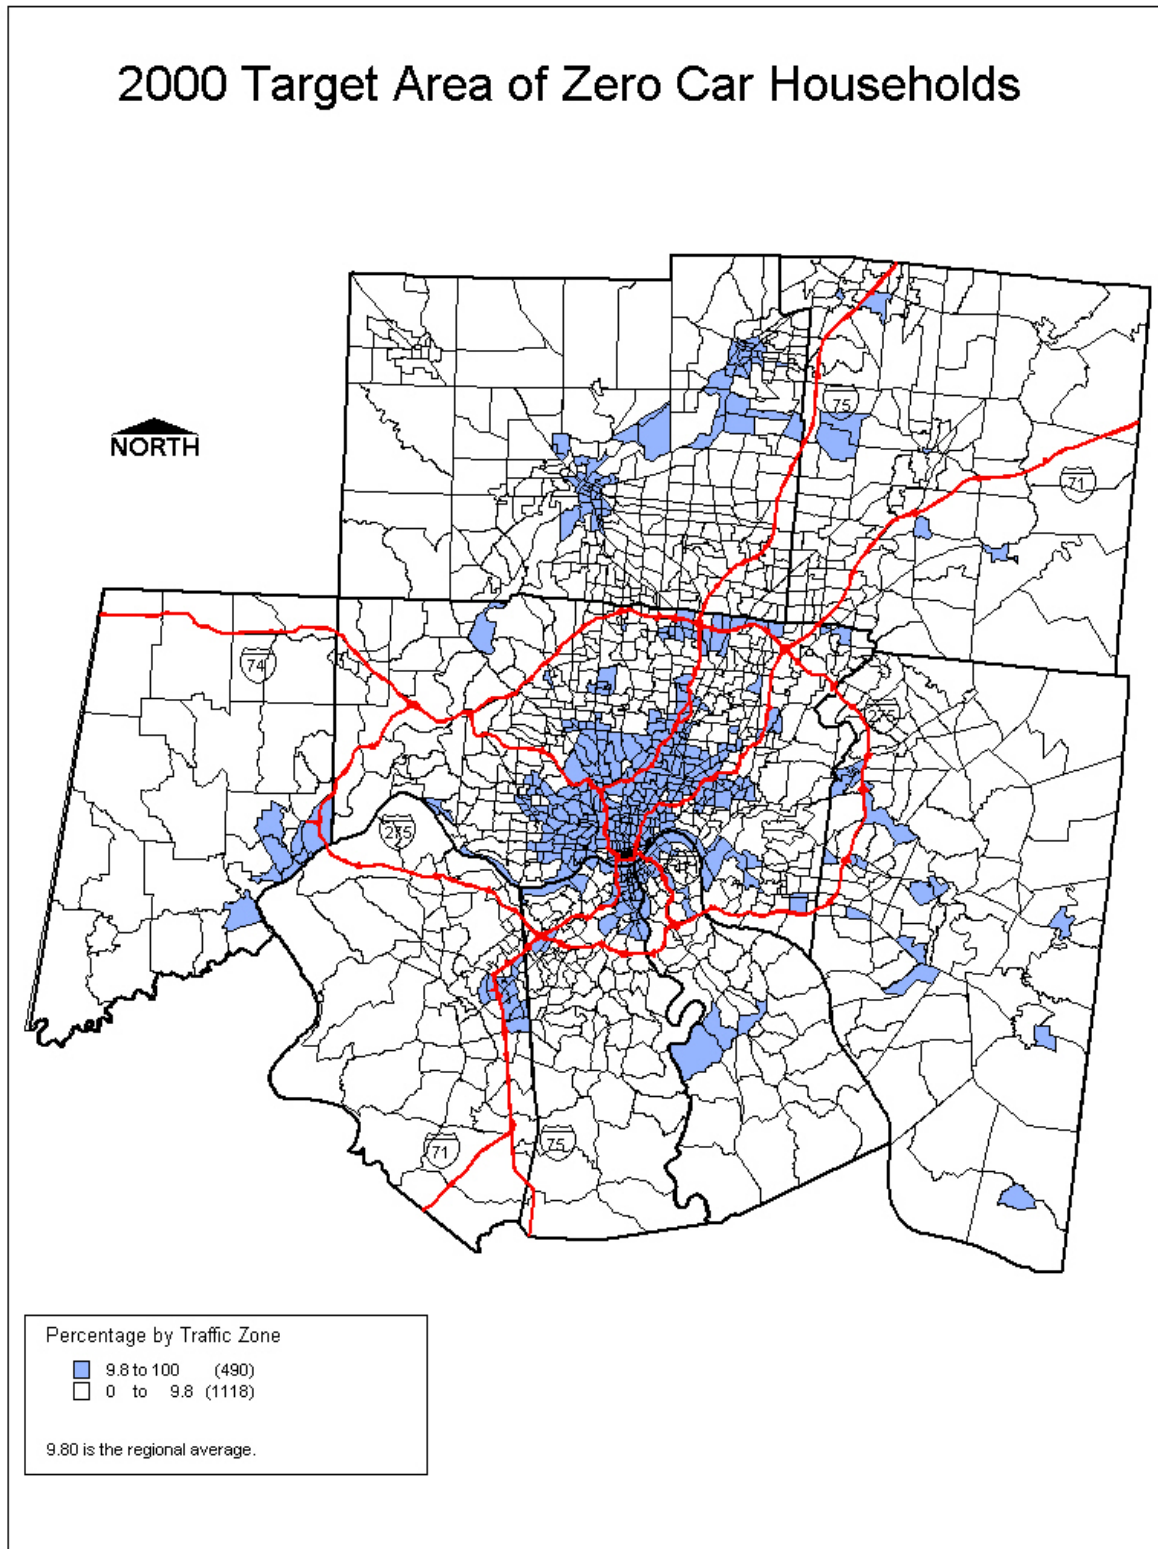 2000 Target Area of Zero Car Households
NORTH
75
71
74
275
275
71
75
Percentage by Traffic Zone
9.8 to 100 (490)
0 to 9.8 (1118)
9.80 is the regional average.